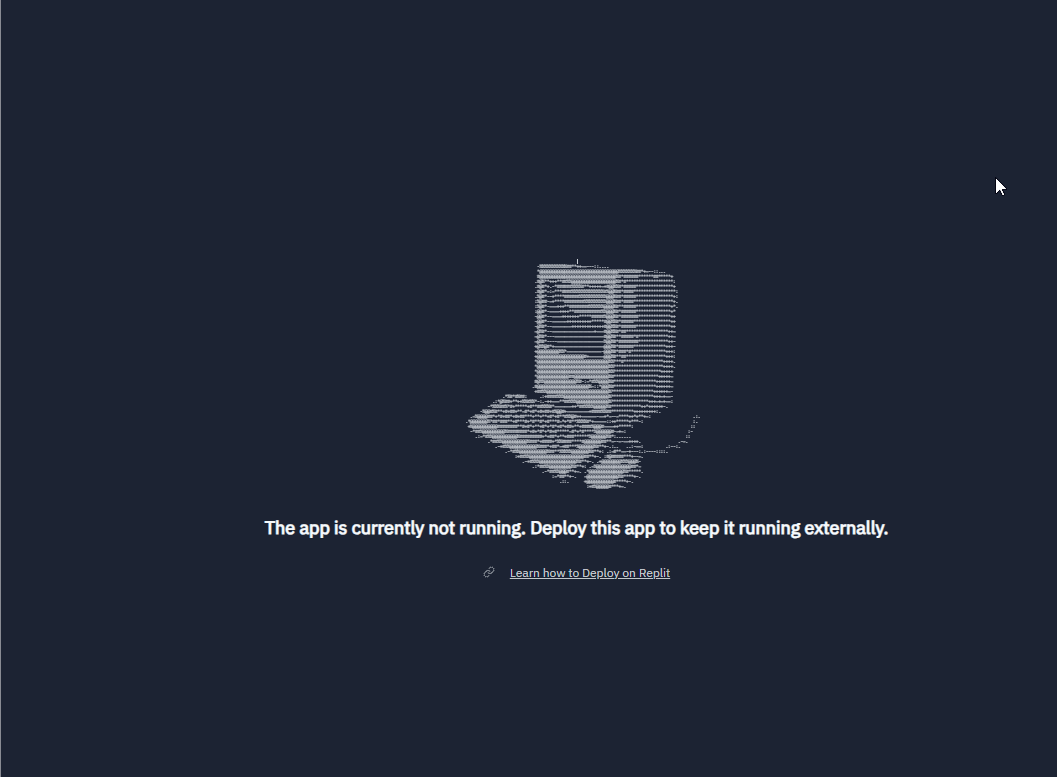 The app is currently not running. Deploy this app to keep it running externally.
Learn how to Deploy on Replit